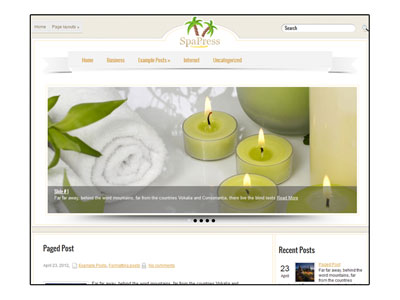 Home Page layouts »
Search
SpaPress
Home Business Example Posts » Internet Uncategorized
Slide # 1
Far far away, behind the word mountains, far from the countries Vokalia and Consonantia, there live the blind texts Read More
Paged Post
Recent Posts
April 23, 2013, Example Posts, Formatting posts No comments
23
April
Paged Post
Far far away, behind the word mountains, far from the
Far far away, behind the word mountains, far from the countries Vokalia and